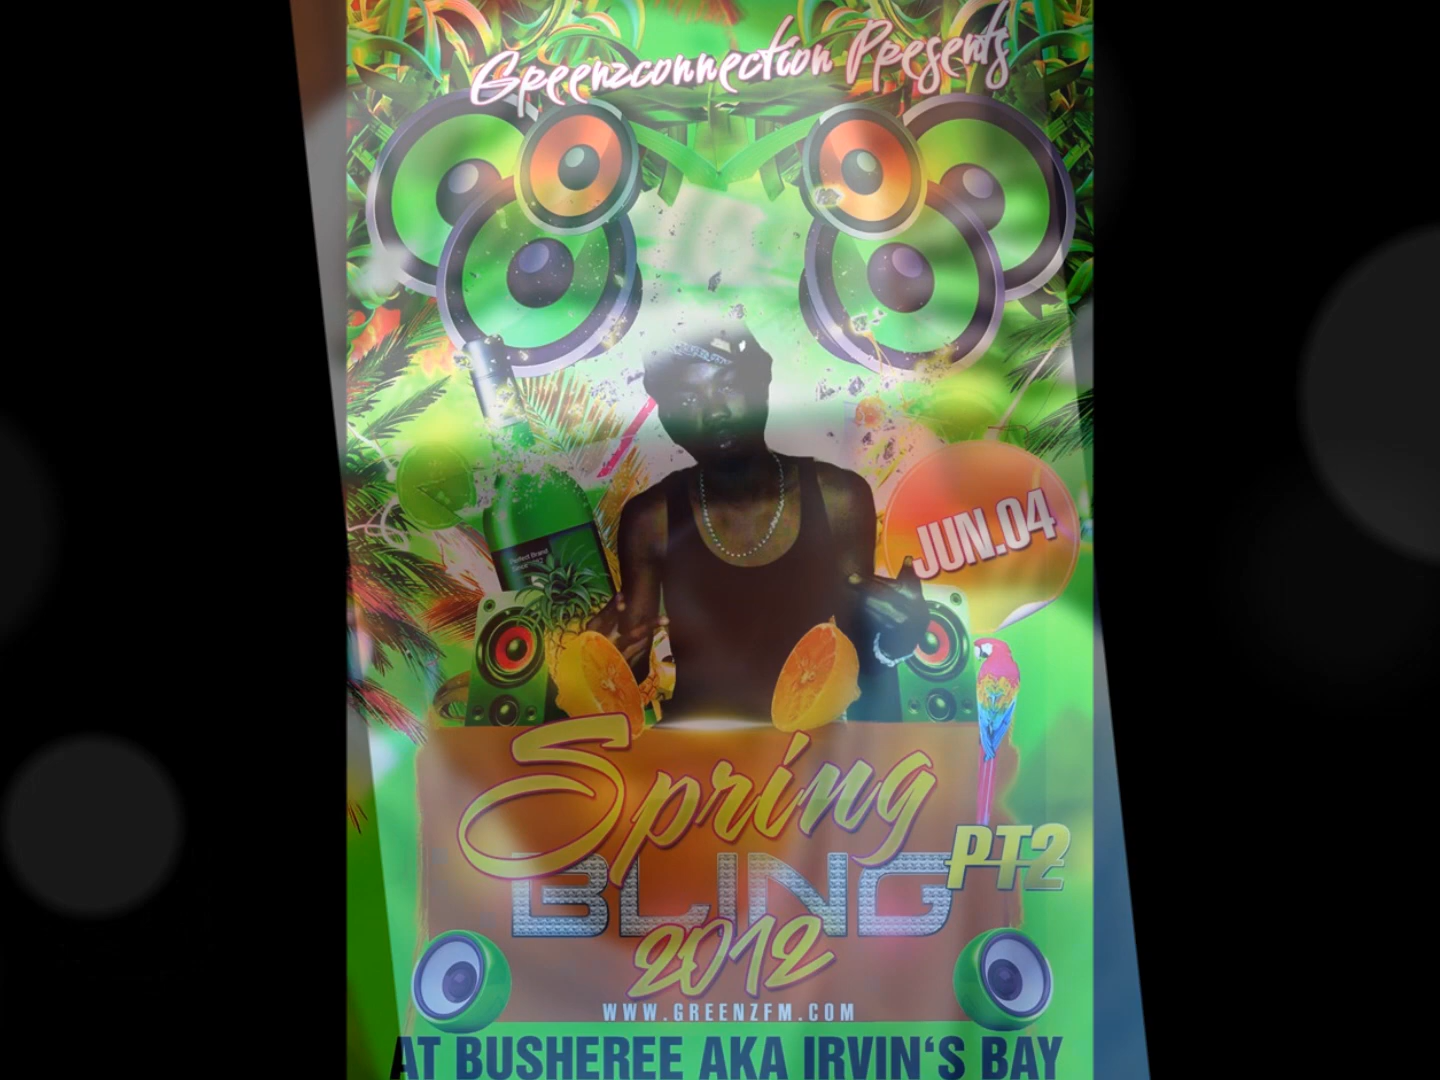 Greenzconnection Presents
JUN.04
Spring
BLING
PT2
2012
WWW.GREENZFM.COM
AT BUSHEREE AKA IRVIN'S BAY